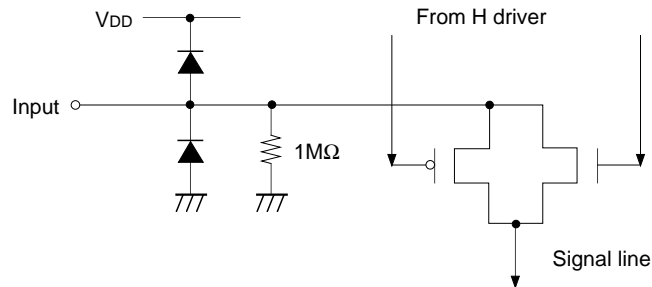 VDD
From H driver
Input
1MΩ
Signal line